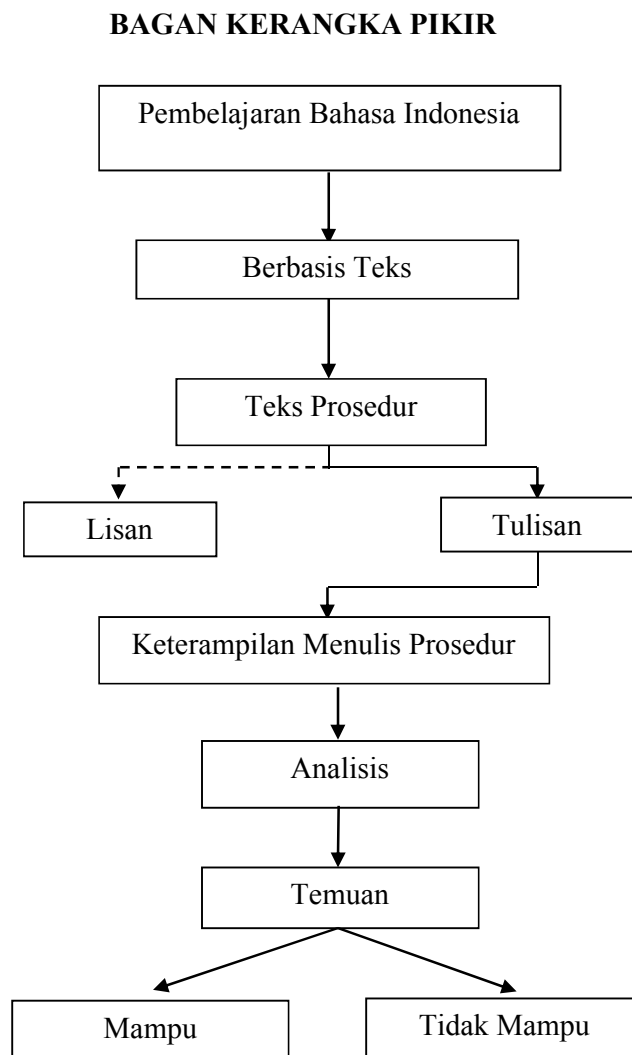 BAGAN KERANGKA PIKIR
Pembelajaran Bahasa Indonesia
Berbasis Teks
Teks Prosedur
Lisan
Tulisan
Keterampilan Menulis Prosedur
Analisis
Temuan
Mampu
Tidak Mampu